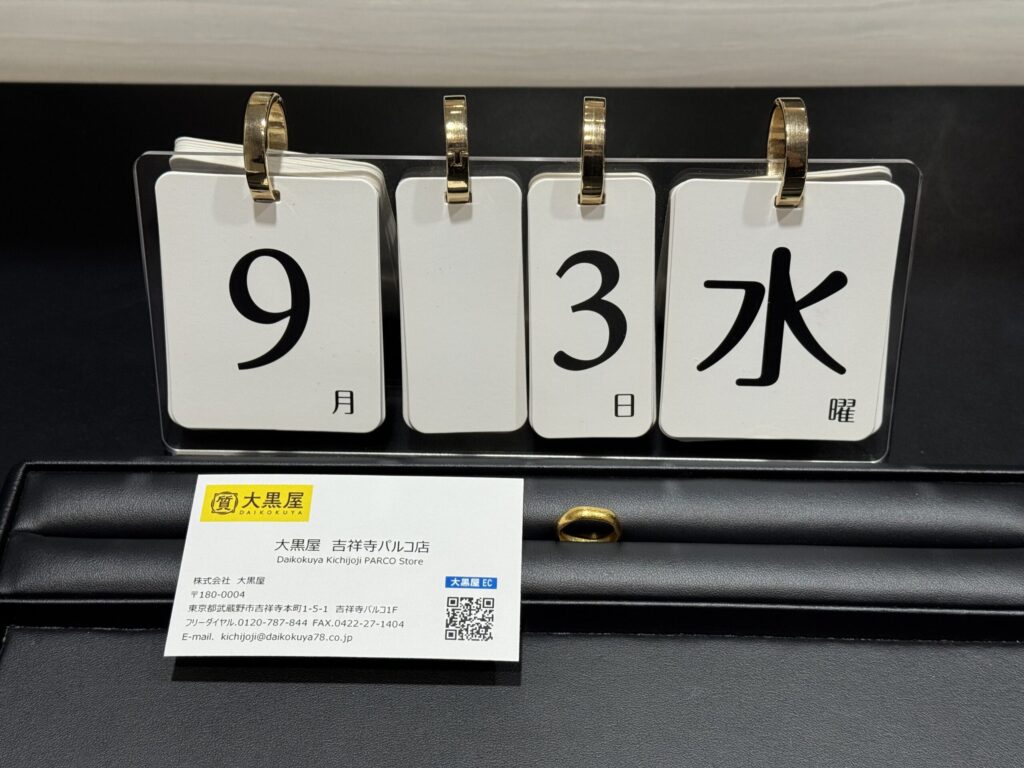 9
月
3
日
水
曜
質 大黒屋
DAIKOKUYA
大黒屋 吉祥寺パルコ店
Daikokuya Kichijoji PARCO Store
株式会社 大黒屋
〒180-0004
東京都武蔵野市吉祥寺本町1-5-1 吉祥寺パルコ1F
フリーダイヤル.0120-787-844 FAX.0422-27-1404
E-mail. kichijoji@daikokuya78.co.jp
大黒屋 EC